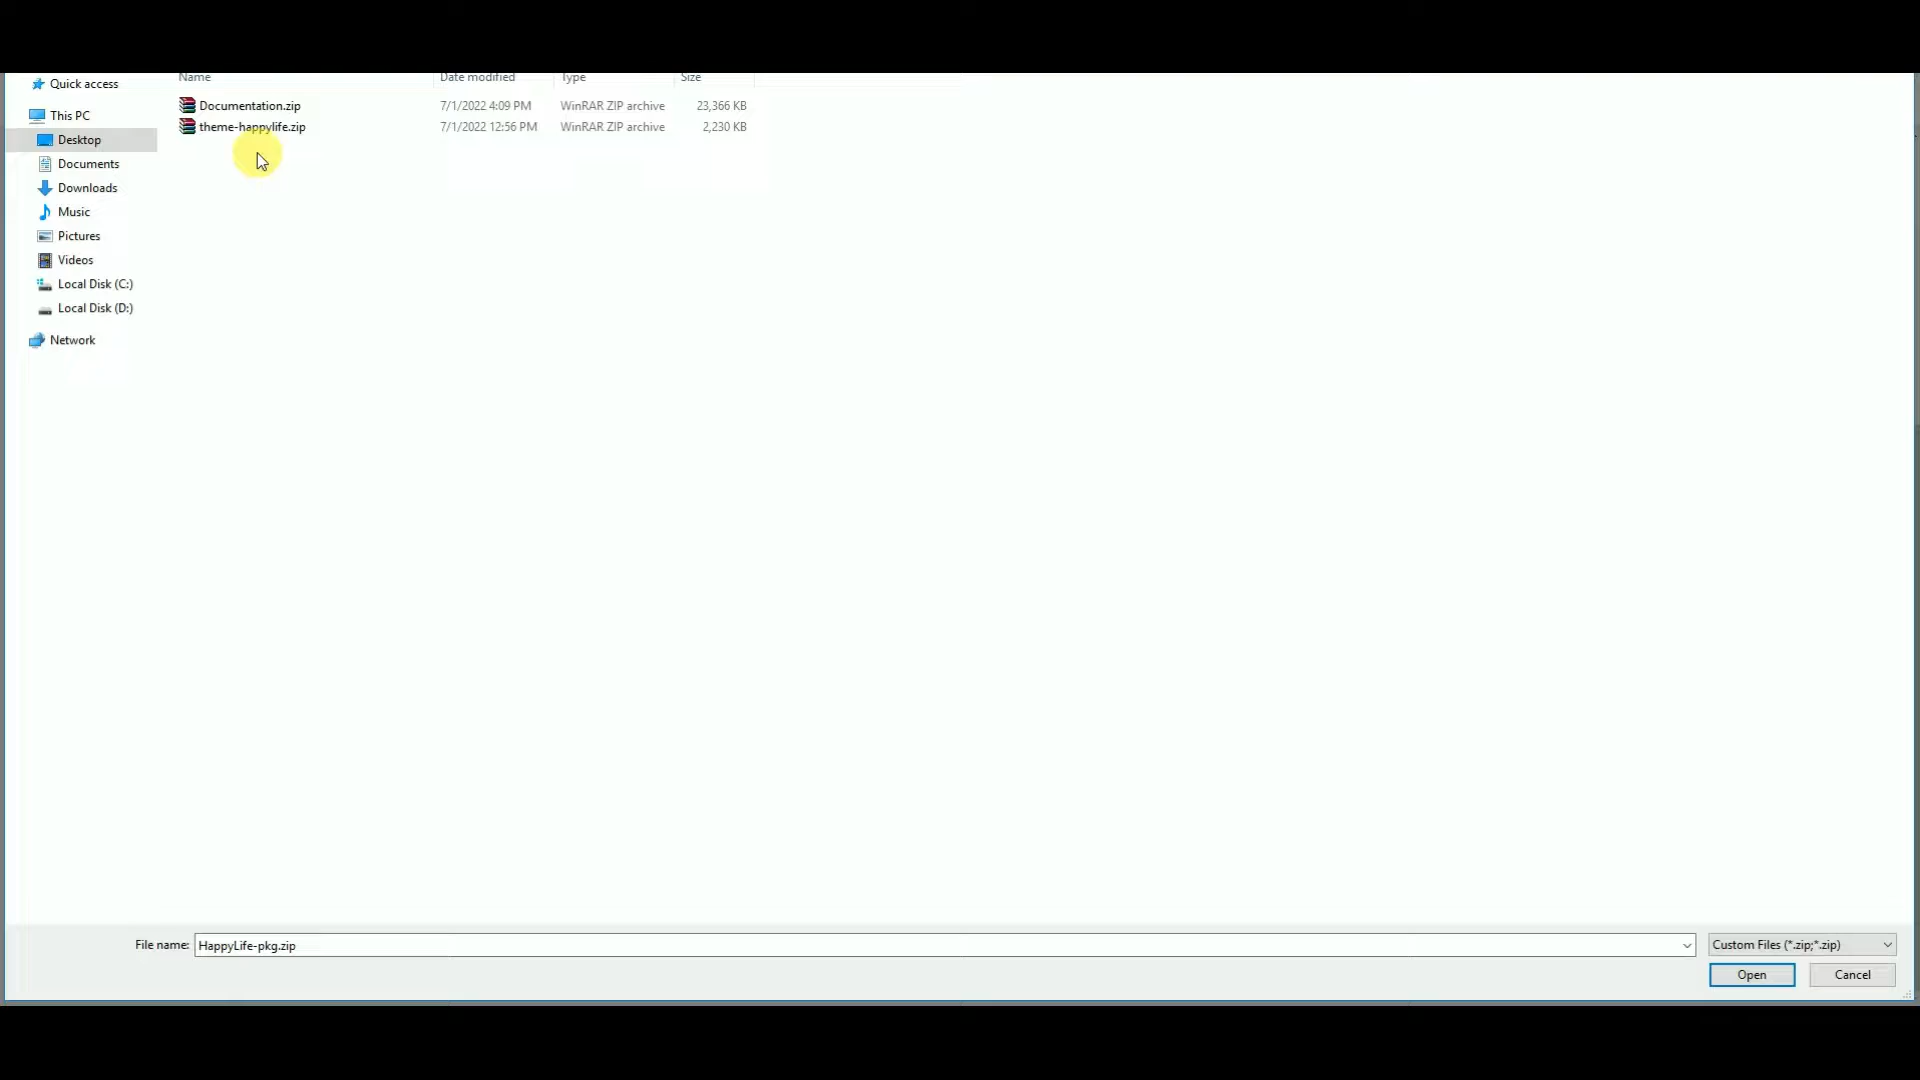 Name Date modified Type Size
Quick access
Documentation.zip 7/1/2022 4:09 PM WinRAR ZIP archive 23,366 KB
This PC
theme-happylife.zip 7/1/2022 12:56 PM WinRAR ZIP archive 2,230 KB
Desktop
Documents
Downloads
Music
Pictures
Videos
Local Disk (C:)
Local Disk (D:)
Network
File name: HappyLife-pkg.zip Custom Files (*.zip;*.zip)
Open Cancel